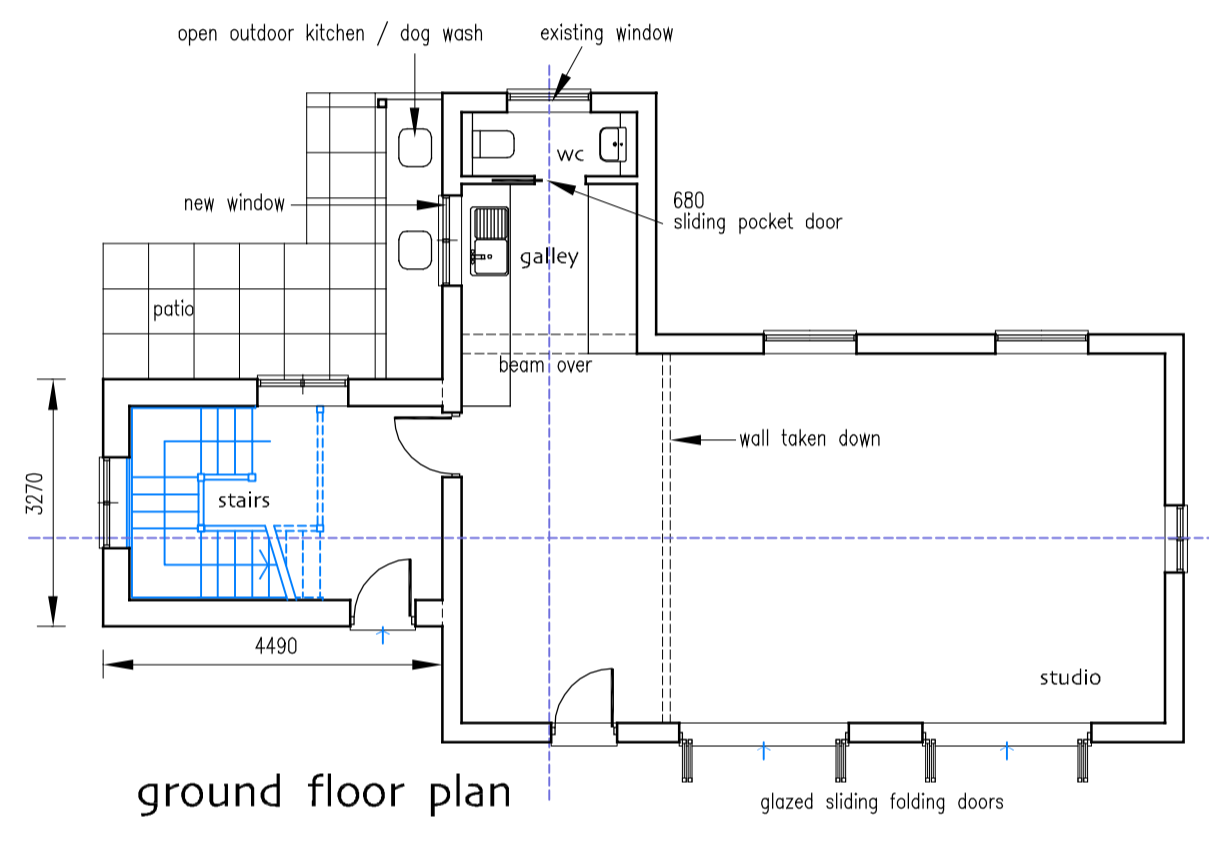 open outdoor kitchen / dog wash
existing window
wc
new window
680
sliding pocket door
galley
patio
beam over
wall taken down
3270
stairs
4490
studio
ground floor plan
glazed sliding folding doors